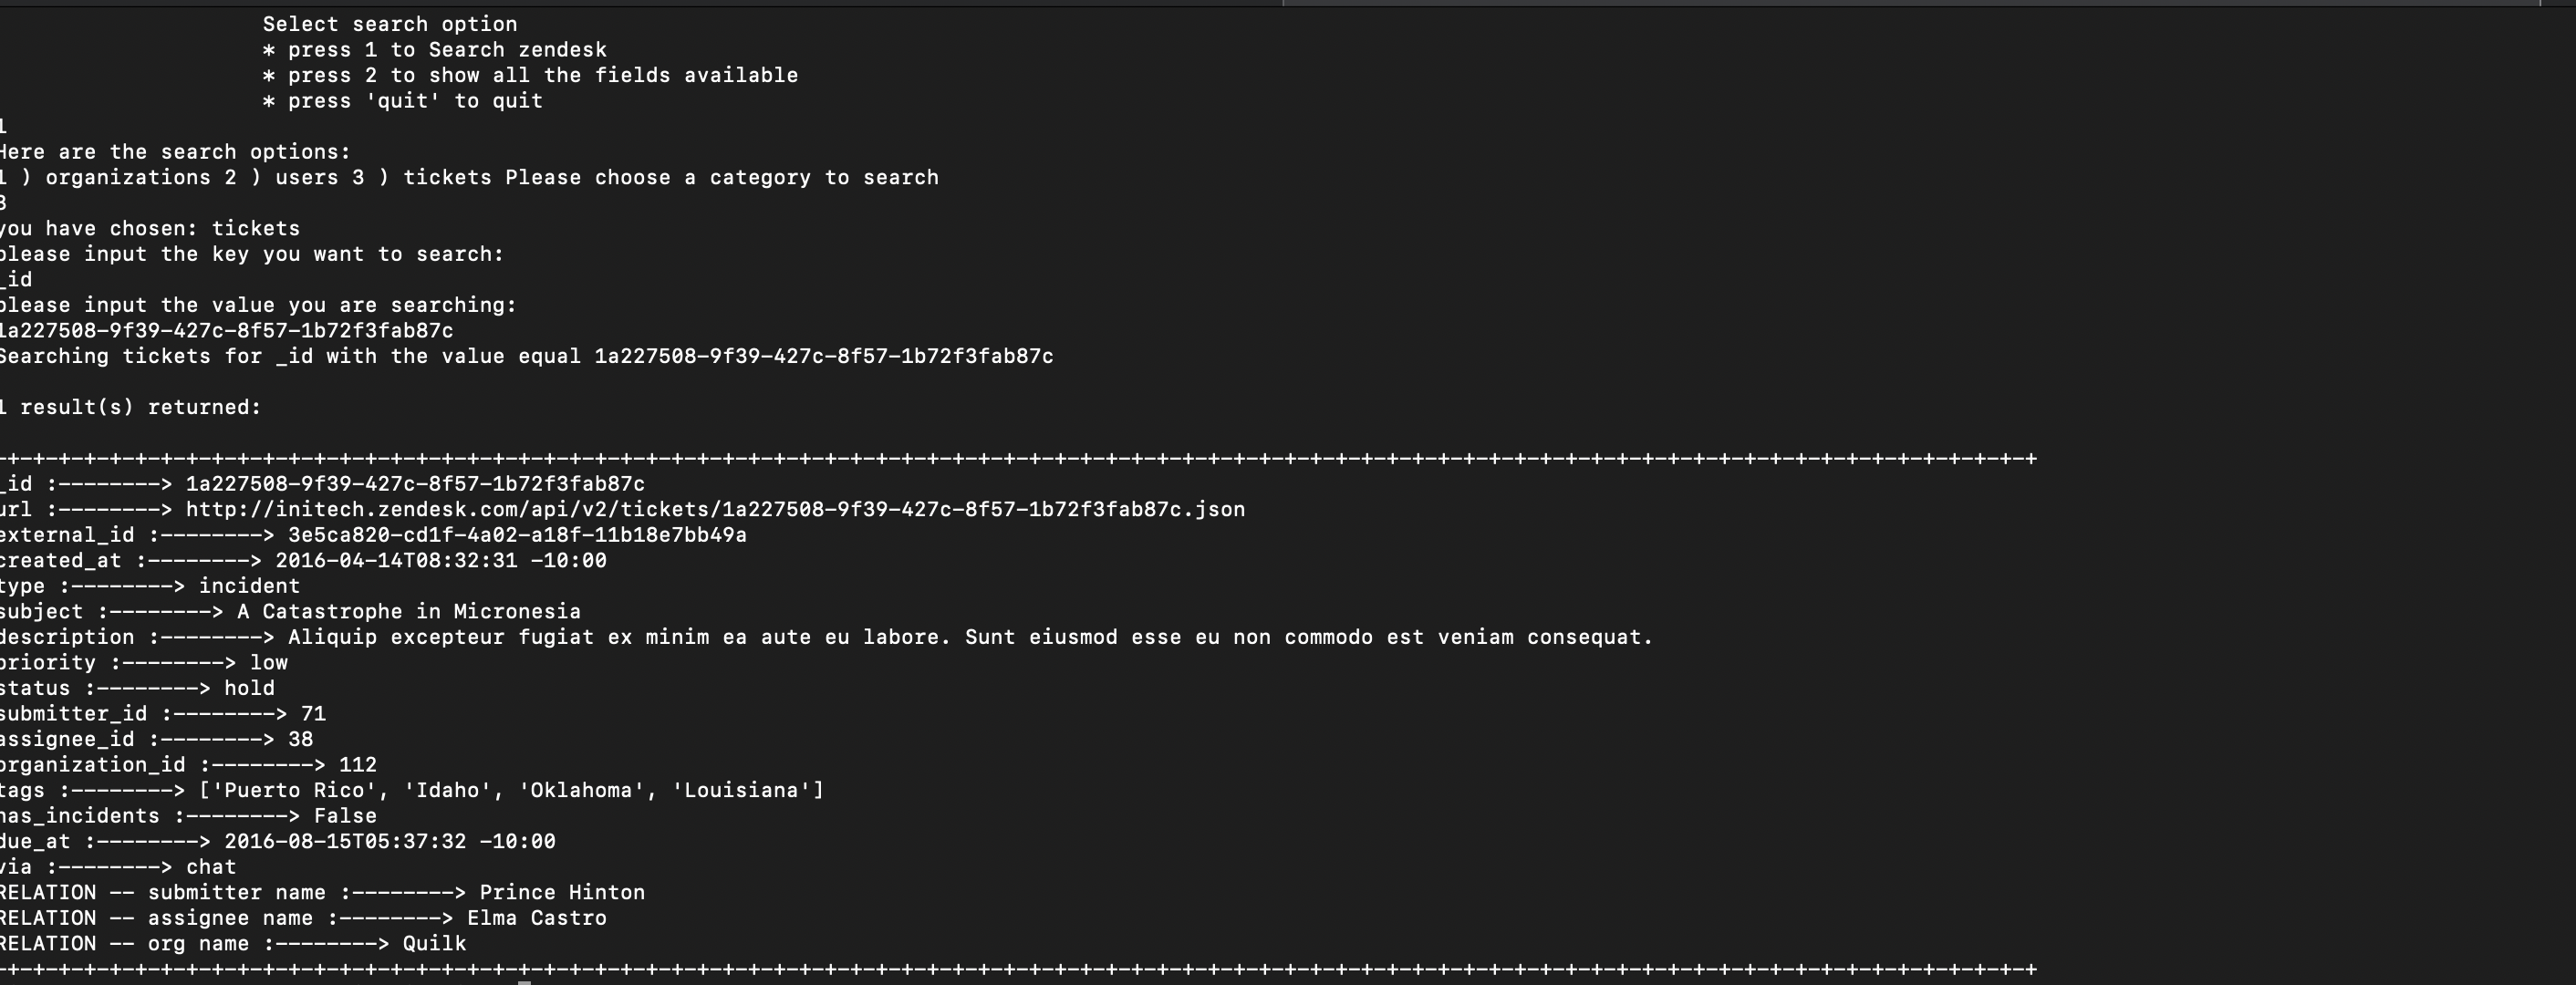 Select search option
* press 1 to Search zendesk
* press 2 to show all the fields available
* press 'quit' to quit
1
Here are the search options:
1 ) organizations 2 ) users 3 ) tickets Please choose a category to search
3
you have chosen: tickets
please input the key you want to search:
_id
please input the value you are searching:
1a227508-9f39-427c-8f57-1b72f3fab87c
Searching tickets for _id with the value equal 1a227508-9f39-427c-8f57-1b72f3fab87c
1 result(s) returned:
-+-+-+-+-+-+-+-+-+-+-+-+-+-+-+-+-+-+-+-+-+-+-+-+-+-+-+-+-+-+-+-+-+-+-+-+-+-+-+-+-+-+-+-+-+-+-+-+-+-+-+-+-+-+-+-+-+-+-+-+-+-+-+-+-+-+-+-+-+-+-+-+-+-+-+-+-+-+-+-+
_id :--------> 1a227508-9f39-427c-8f57-1b72f3fab87c
url :--------> http://initech.zendesk.com/api/v2/tickets/1a227508-9f39-427c-8f57-1b72f3fab87c.json
external_id :--------> 3e5ca820-cd1f-4a02-a18f-11b18e7bb49a
created_at :--------> 2016-04-14T08:32:31 -10:00
type :--------> incident
subject :--------> A Catastrophe in Micronesia
description :--------> Aliquip excepteur fugiat ex minim ea aute eu labore. Sunt eiusmod esse eu non commodo est veniam consequat.
priority :--------> low
status :--------> hold
submitter_id :--------> 71
assignee_id :--------> 38
organization_id :--------> 112
tags :--------> ['Puerto Rico', 'Idaho', 'Oklahoma', 'Louisiana']
has_incidents :--------> False
due_at :--------> 2016-08-15T05:37:32 -10:00
via :--------> chat
RELATION -- submitter name :--------> Prince Hinton
RELATION -- assignee name :--------> Elma Castro
RELATION -- org name :--------> Quilk
-+-+-+-+-+-+-+-+-+-+-+-+-+-+-+-+-+-+-+-+-+-+-+-+-+-+-+-+-+-+-+-+-+-+-+-+-+-+-+-+-+-+-+-+-+-+-+-+-+-+-+-+-+-+-+-+-+-+-+-+-+-+-+-+-+-+-+-+-+-+-+-+-+-+-+-+-+-+-+-+